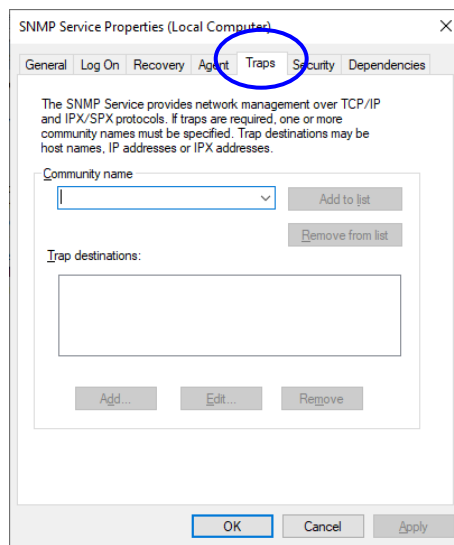 SNMP Service Properties (Local Computer)
General Log On Recovery Agent Traps Security Dependencies
The SNMP Service provides network management over TCP/IP
and IPX/SPX protocols. If traps are required, one or more
community names must be specified. Trap destinations may be
host names, IP addresses or IPX addresses.
Community name
Add to list
Remove from list
Trap destinations:
Add... Edit... Remove
OK Cancel Apply